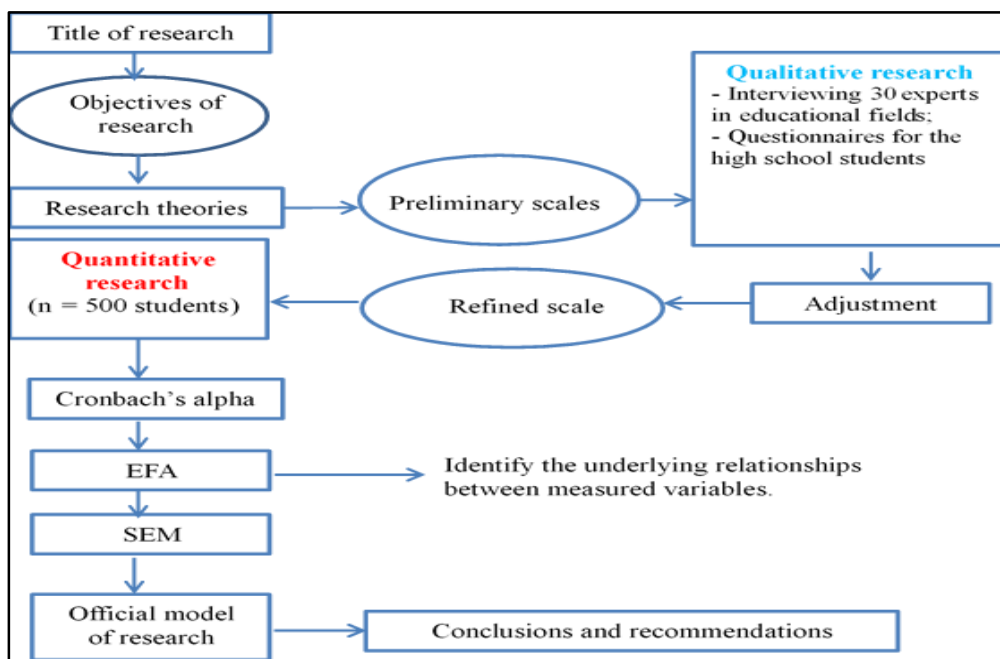 Title of research
Objectives of
research
Research theories
Preliminary scales
Qualitative research
- Interviewing 30 experts
in educational fields;
- Questionnaires for the
high school students
Adjustment
Refined scale
Quantitative
research
(n = 500 students)
Cronbach's alpha
EFA
Identify the underlying relationships
between measured variables.
SEM
Official model
of research
Conclusions and recommendations